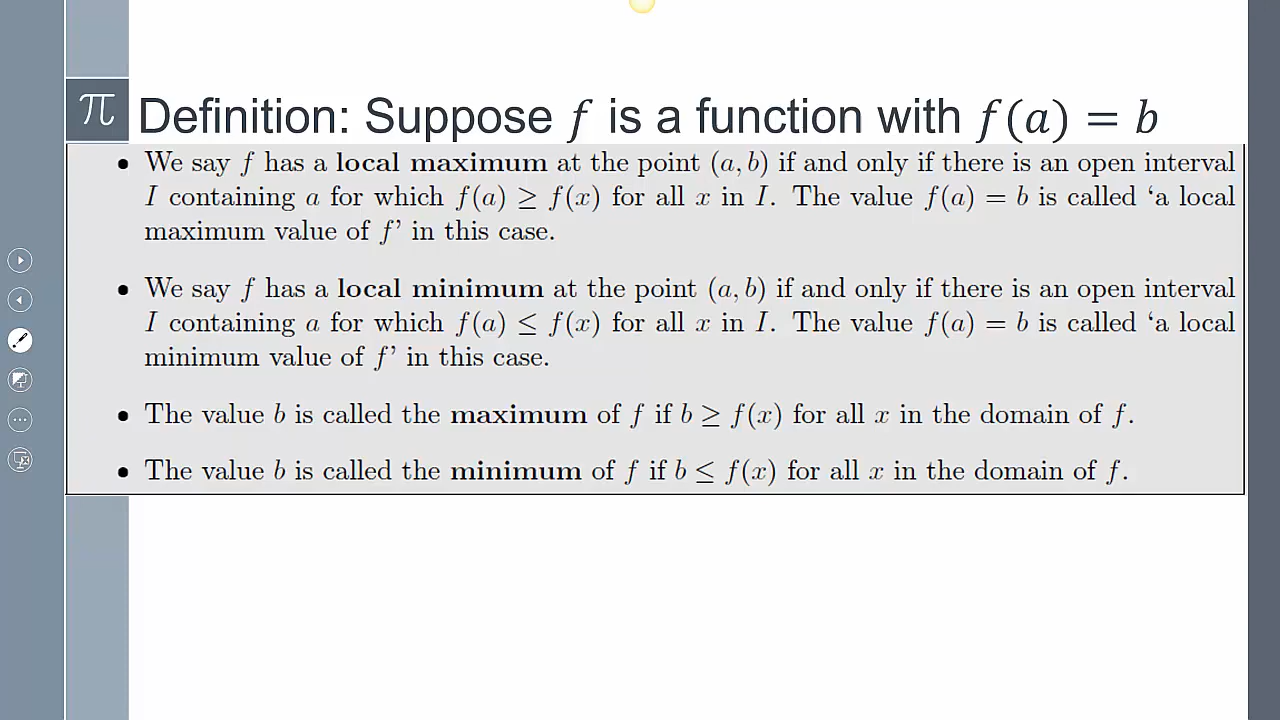 π
Definition: Suppose f is a function with f(a) = b
• We say f has a local maximum at the point (a, b) if and only if there is an open interval
I containing a for which f(a) ≥ f(x) for all x in I. The value f(a) = b is called ‘a local
maximum value of f’ in this case.
• We say f has a local minimum at the point (a, b) if and only if there is an open interval
I containing a for which f(a) ≤ f(x) for all x in I. The value f(a) = b is called ‘a local
minimum value of f’ in this case.
• The value b is called the maximum of f if b ≥ f(x) for all x in the domain of f.
• The value b is called the minimum of f if b ≤ f(x) for all x in the domain of f.